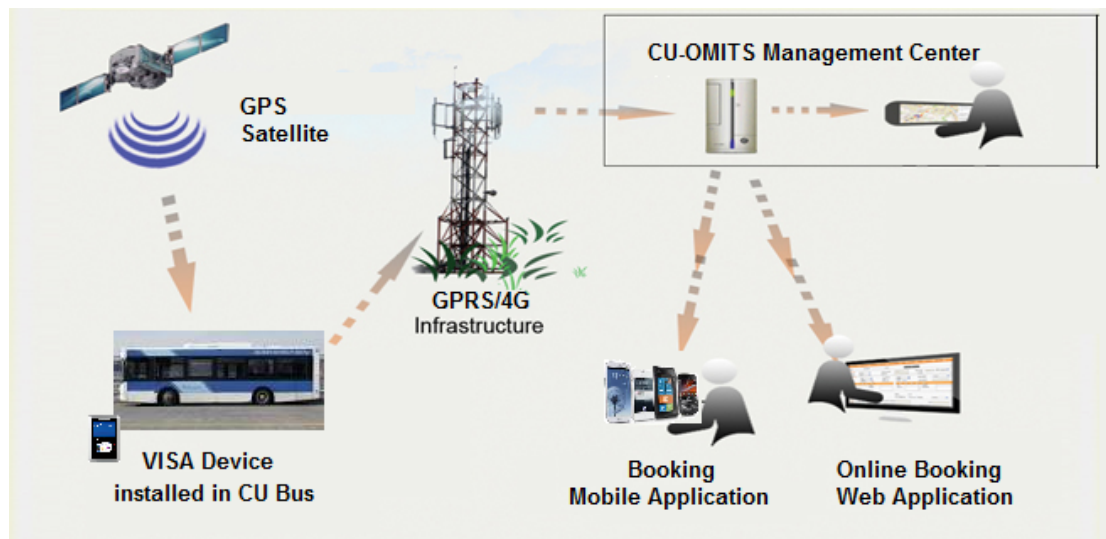 CU-OMITS Management Center
GPS
Satellite
GPRS/4G
Infrastructure
VISA Device
installed in CU Bus
Booking
Mobile Application
Online Booking
Web Application